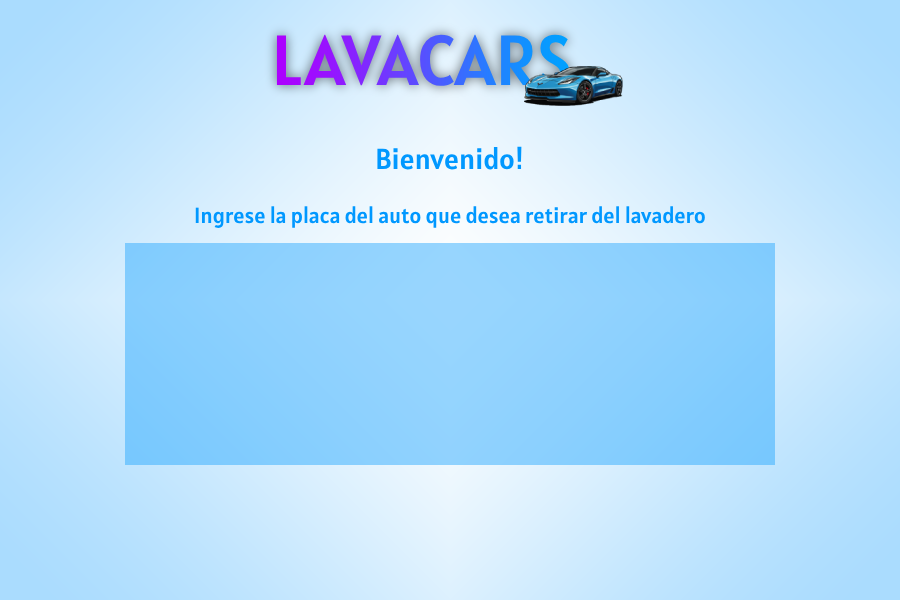 LAVACARS
Bienvenido!
Ingrese la placa del auto que desea retirar del lavadero